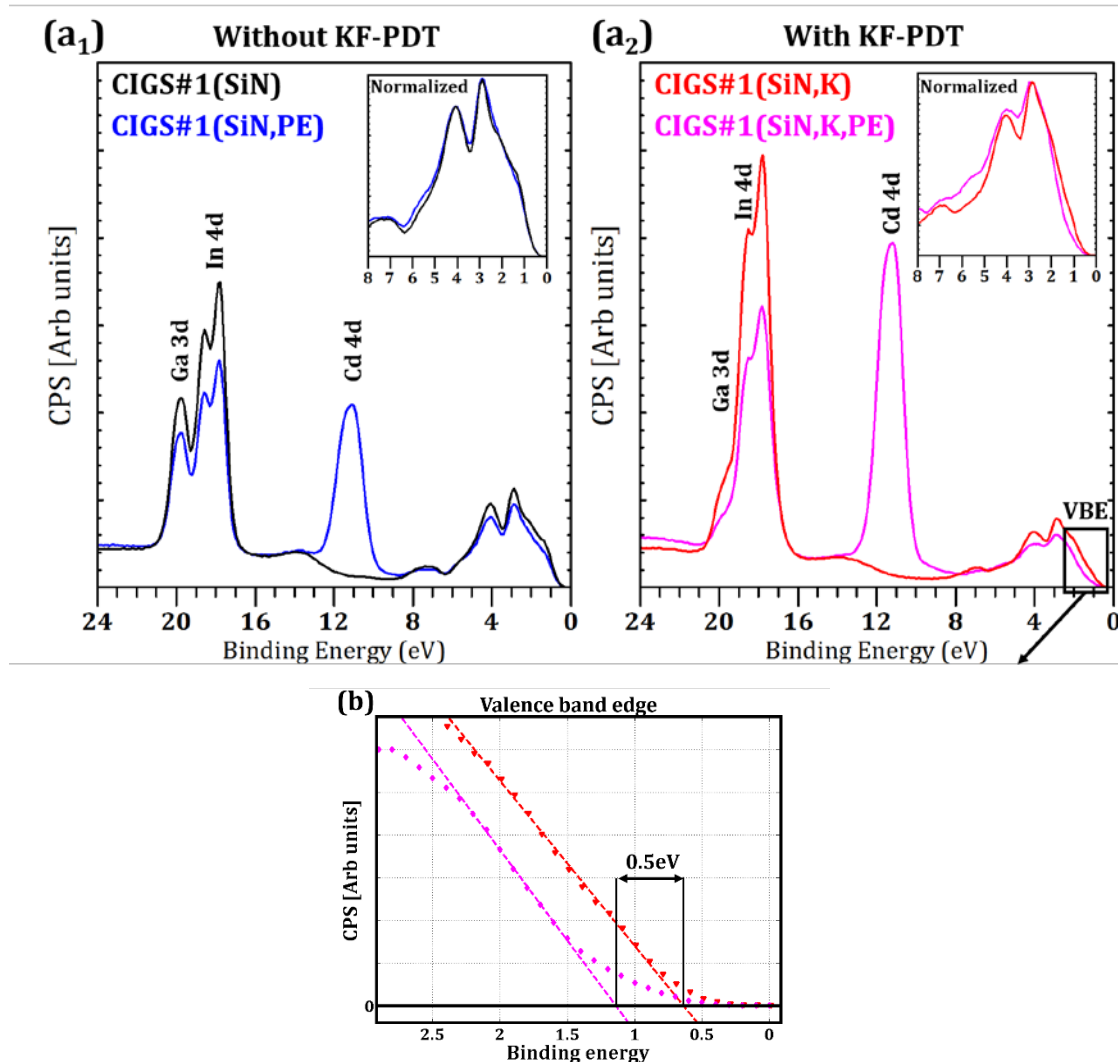 (a1) Without KF-PDT
CIGS#1(SiN)
CIGS#1(SiN,PE)
Normalized
8 7 6 5 4 3 2 1 0
Ga 3d
In 4d
Cd 4d
CPS [Arb units]
24 20 16 12 8 4 0
Binding Energy (eV)
(a2) With KF-PDT
CIGS#1(SiN,K)
CIGS#1(SiN,K,PE)
Normalized
8 7 6 5 4 3 2 1 0
Ga 3d
In 4d
Cd 4d
VBE
CPS [Arb units]
24 20 16 12 8 4 0
Binding Energy (eV)
(b) Valence band edge
0.5eV
CPS [Arb units]
0
2.5 2 1.5 1 0.5 0
Binding energy